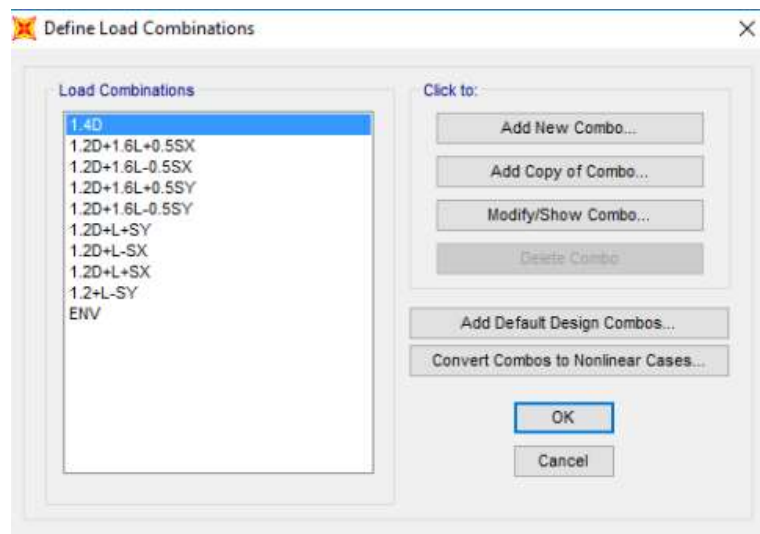 Define Load Combinations
Load Combinations
1.4D
1.2D+1.6L+0.5SX
1.2D+1.6L-0.5SX
1.2D+1.6L+0.5SY
1.2D+1.6L-0.5SY
1.2D+L+SY
1.2D+L-SX
1.2D+L+SX
1.2+L-SY
ENV
Click to:
Add New Combo...
Add Copy of Combo...
Modify/Show Combo...
Delete Combo
Add Default Design Combos...
Convert Combos to Nonlinear Cases...
OK
Cancel